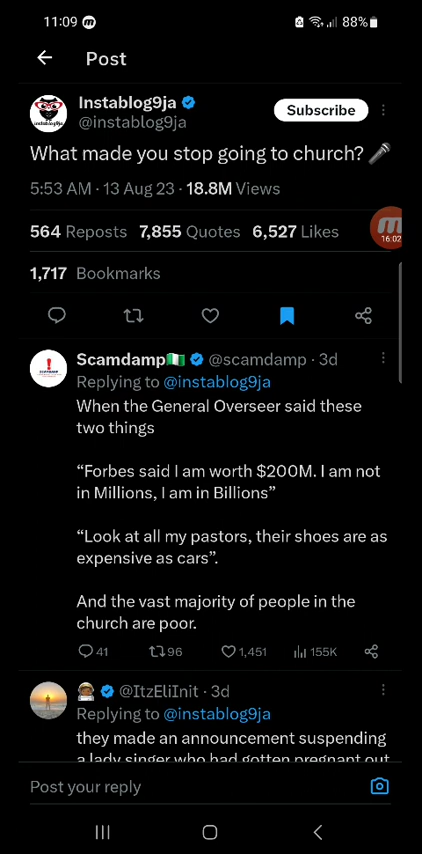 11:09
88%
Post
Instablog9ja
@instablog9ja
Subscribe
What made you stop going to church? 🎤
5:53 AM · 13 Aug 23 · 18.8M Views
564 Reposts 7,855 Quotes 6,527 Likes
16:02
1,717 Bookmarks
Scamdamp🇳🇬 @scamdamp · 3d
Replying to @instablog9ja
When the General Overseer said these
two things
“Forbes said I am worth $200M. I am not
in Millions, I am in Billions”
“Look at all my pastors, their shoes are as
expensive as cars”.
And the vast majority of people in the
church are poor.
41 96 1,451 155K
@ItzEliInit · 3d
Replying to @instablog9ja
they made an announcement suspending
a lady singer who had gotten pregnant out
Post your reply